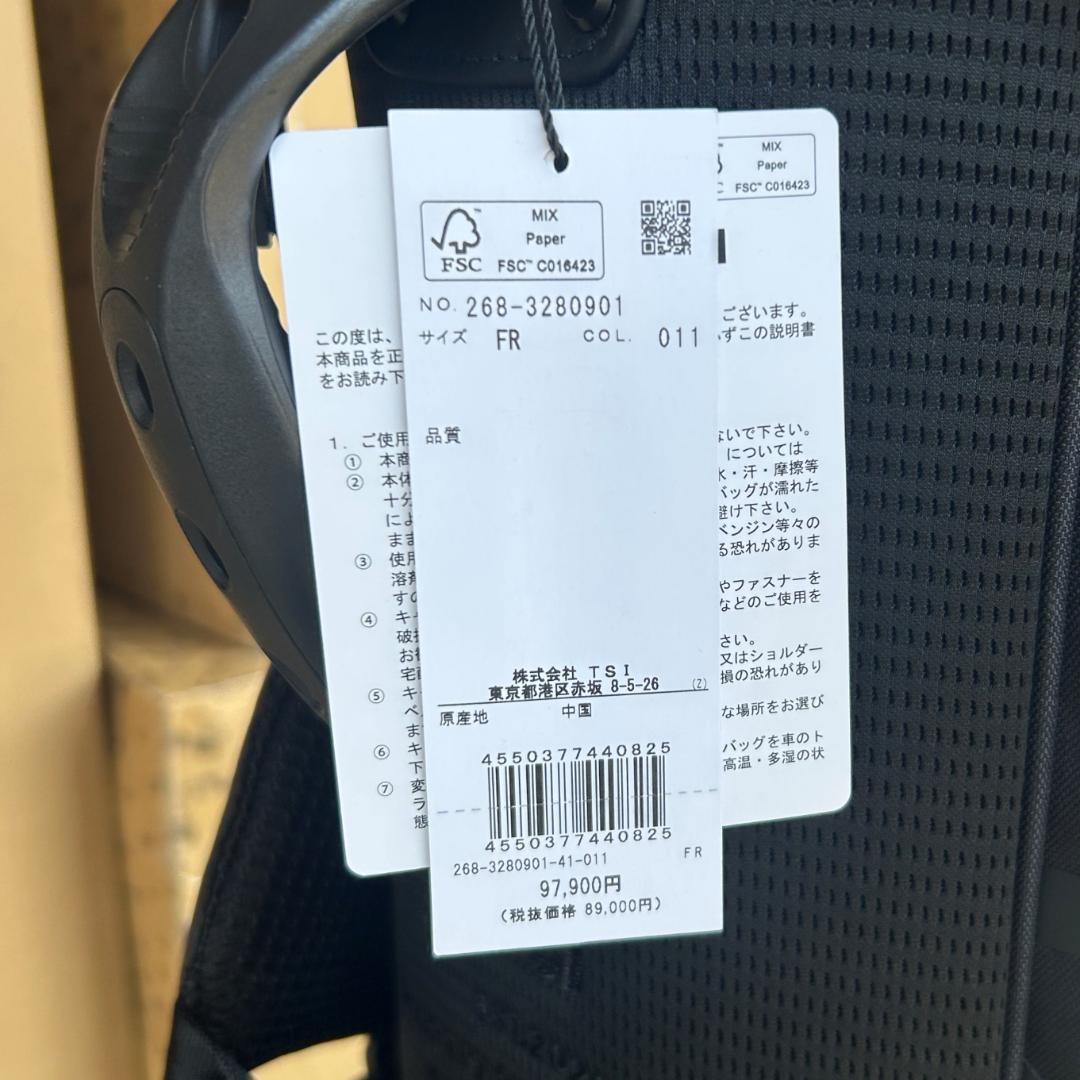 MIX
Paper
FSC™ C016423
FSC
NO. 268-3280901
サイズ FR COL. 011
品質
株式会社 TSI
東京都港区赤坂 8-5-26 (Z)
原産地 中国
4550377440825
4550377440825
268-3280901-41-011 FR
97,900円
(税抜価格 89,000円)
MIX
Paper
FSC™ C016423
この度は、
ございます。
本商品を正
ずこの説明書
をお読み下
1. ご使用
ないで下さい。
① 本商
については
② 本体
水・汗・摩擦等
十分
バッグが濡れた
によ
避け下さい。
まま
ベンジン等々の
③ 使用
る恐れがありま
溶剤
すの
やファスナーを
④ キ
などのご使用を
破損
さい。
お
又はショルダー
宅配
損の恐れがあり
⑤ キ
な場所をお選び
ペ
ま
⑥ キ
バッグを車のト
下
高温・多湿の状
⑦ 変
ラ
態